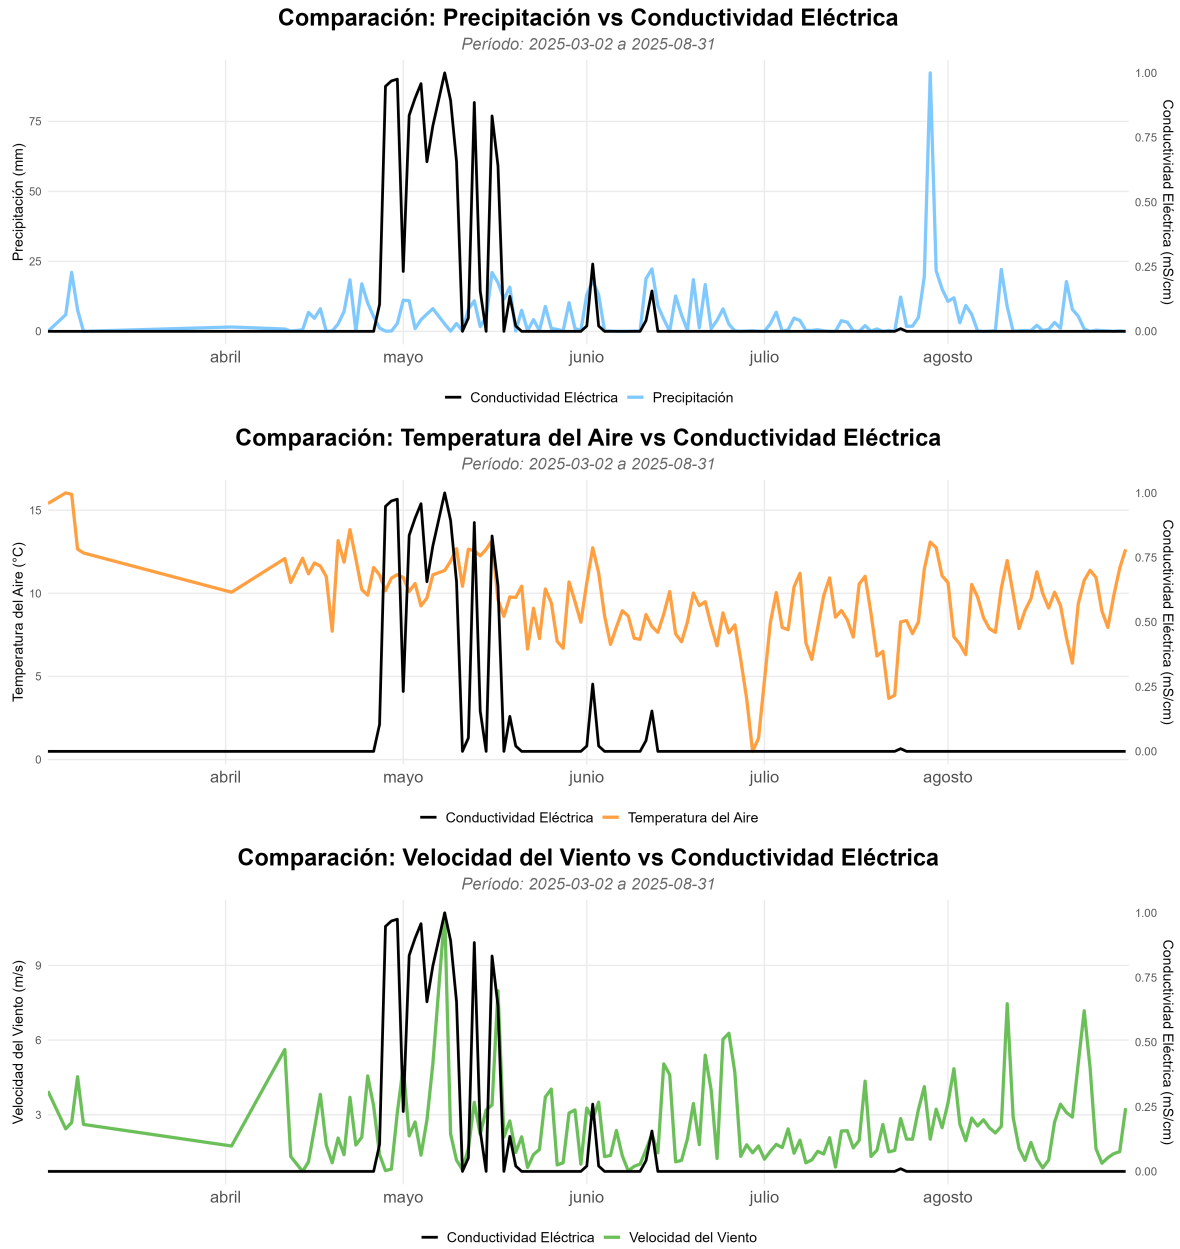 Comparación: Precipitación vs Conductividad Eléctrica
Período: 2025-03-02 a 2025-08-31
Precipitación (mm)
75
50
25
0
1.00
0.75
0.50
0.25
0.00
Conductividad Eléctrica (mS/cm)
abril mayo junio julio agosto
Conductividad Eléctrica Precipitación
Comparación: Temperatura del Aire vs Conductividad Eléctrica
Período: 2025-03-02 a 2025-08-31
Temperatura del Aire (°C)
15
10
5
0
1.00
0.75
0.50
0.25
0.00
Conductividad Eléctrica (mS/cm)
abril mayo junio julio agosto
Conductividad Eléctrica Temperatura del Aire
Comparación: Velocidad del Viento vs Conductividad Eléctrica
Período: 2025-03-02 a 2025-08-31
Velocidad del Viento (m/s)
9
6
3
1.00
0.75
0.50
0.25
0.00
Conductividad Eléctrica (mS/cm)
abril mayo junio julio agosto
Conductividad Eléctrica Velocidad del Viento